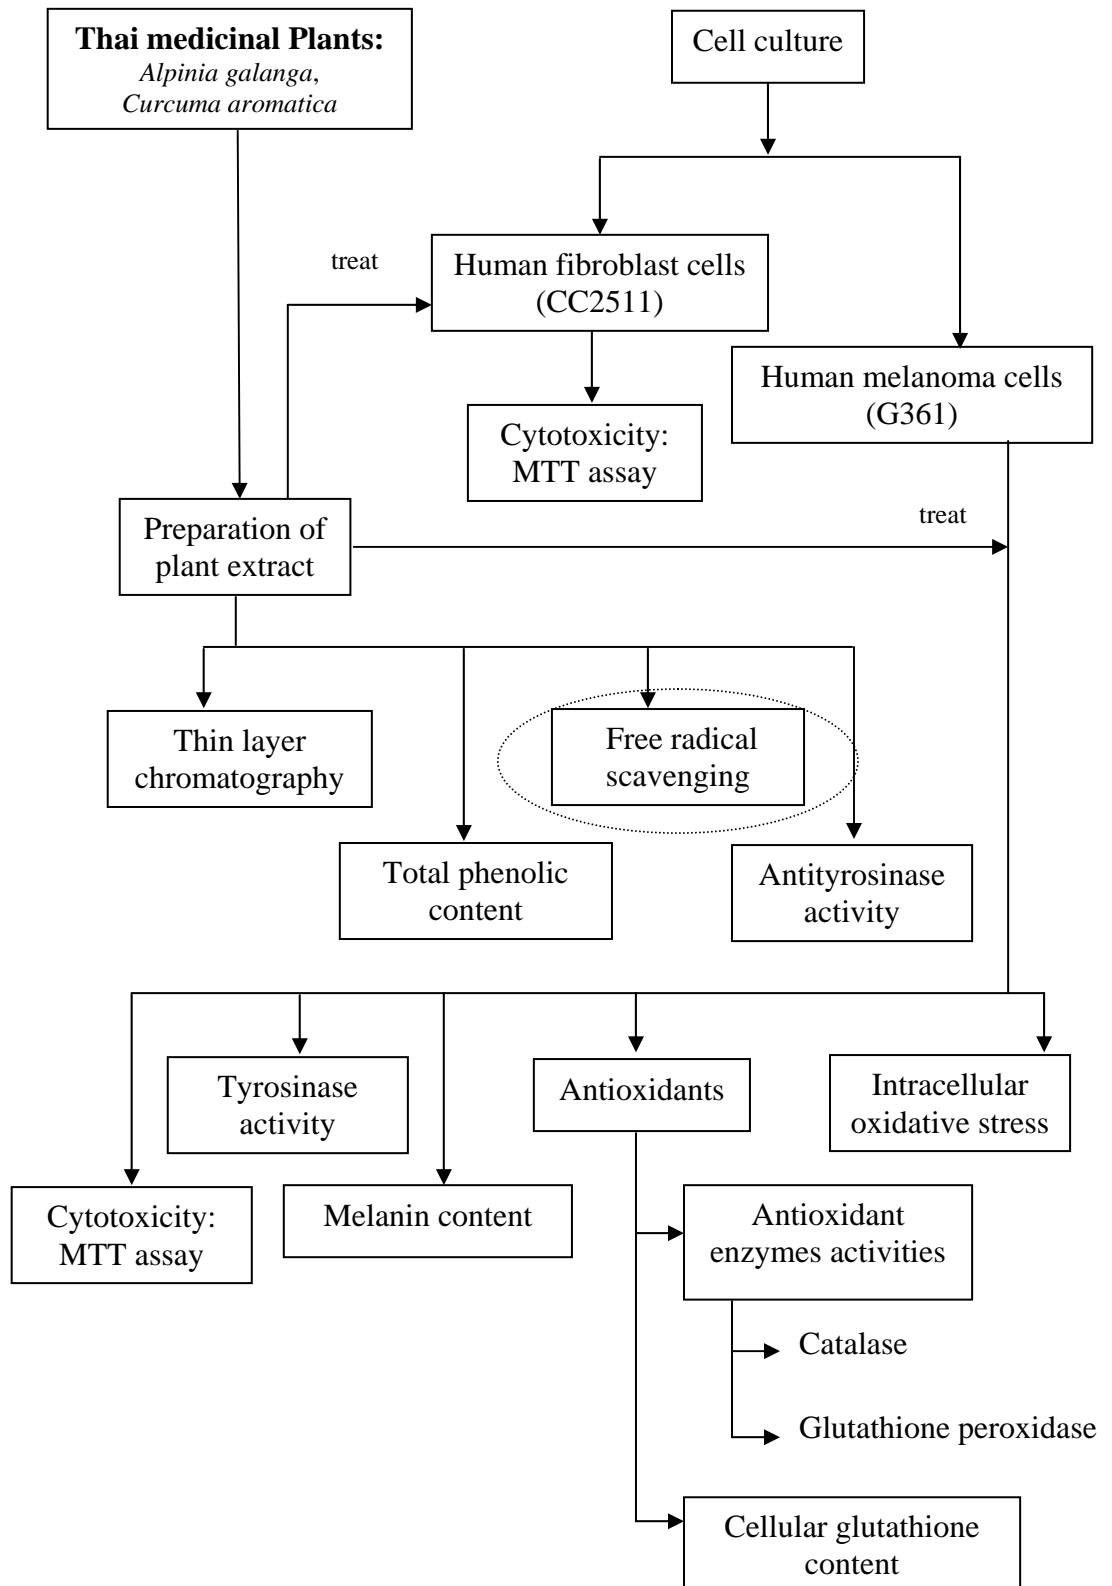 Thai medicinal Plants:
Alpinia galanga,
Curcuma aromatica
Cell culture
treat
Human fibroblast cells
(CC2511)
Human melanoma cells
(G361)
Cytotoxicity:
MTT assay
Preparation of
plant extract
treat
Thin layer
chromatography
Free radical
scavenging
Total phenolic
content
Antityrosinase
activity
Tyrosinase
activity
Antioxidants
Intracellular
oxidative stress
Cytotoxicity:
MTT assay
Melanin content
Antioxidant
enzymes activities
Catalase
Glutathione peroxidase
Cellular glutathione
content